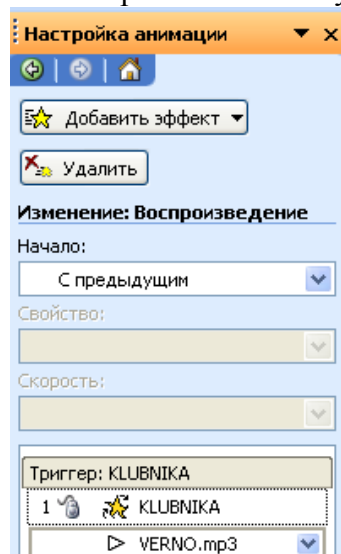 Настройка анимации
Добавить эффект
Удалить
Изменение: Воспроизведение
Начало:
С предыдущим
Свойство:
Скорость:
Триггер: KLUBNIKA
1 KLUBNIKA
VERNO.mp3